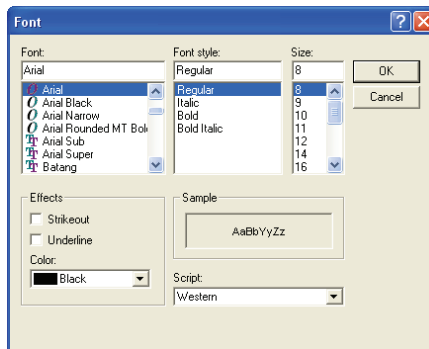 Font
Font: Font style: Size:
Arial Regular 8 OK
Arial Regular 8 Cancel
Arial Black Italic 9
Arial Narrow Bold 10
Arial Rounded MT Bol Bold Italic 11
Arial Sub 12
Arial Super 14
Batang 16
Effects Sample
Strikeout AaBbYyZz
Underline
Color:
Black Script:
Western